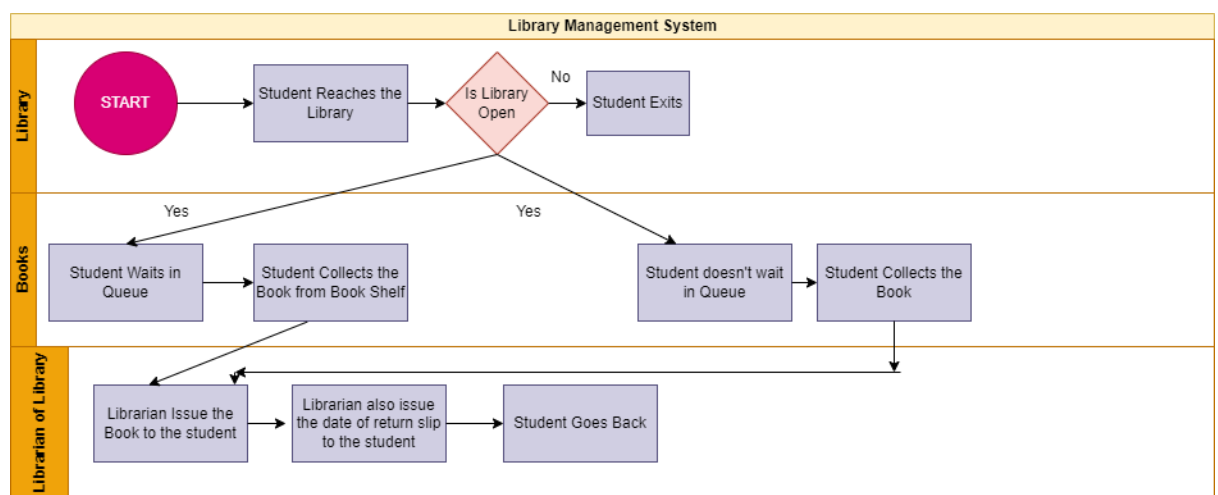 Library Management System
Library
START
Student Reaches the
Library
Is Library
Open
No
Student Exits
Books
Yes
Yes
Student Waits in
Queue
Student Collects the
Book from Book Shelf
Student doesn't wait
in Queue
Student Collects the
Book
Librarian of Library
Librarian Issue the
Book to the student
Librarian also issue
the date of return slip
to the student
Student Goes Back